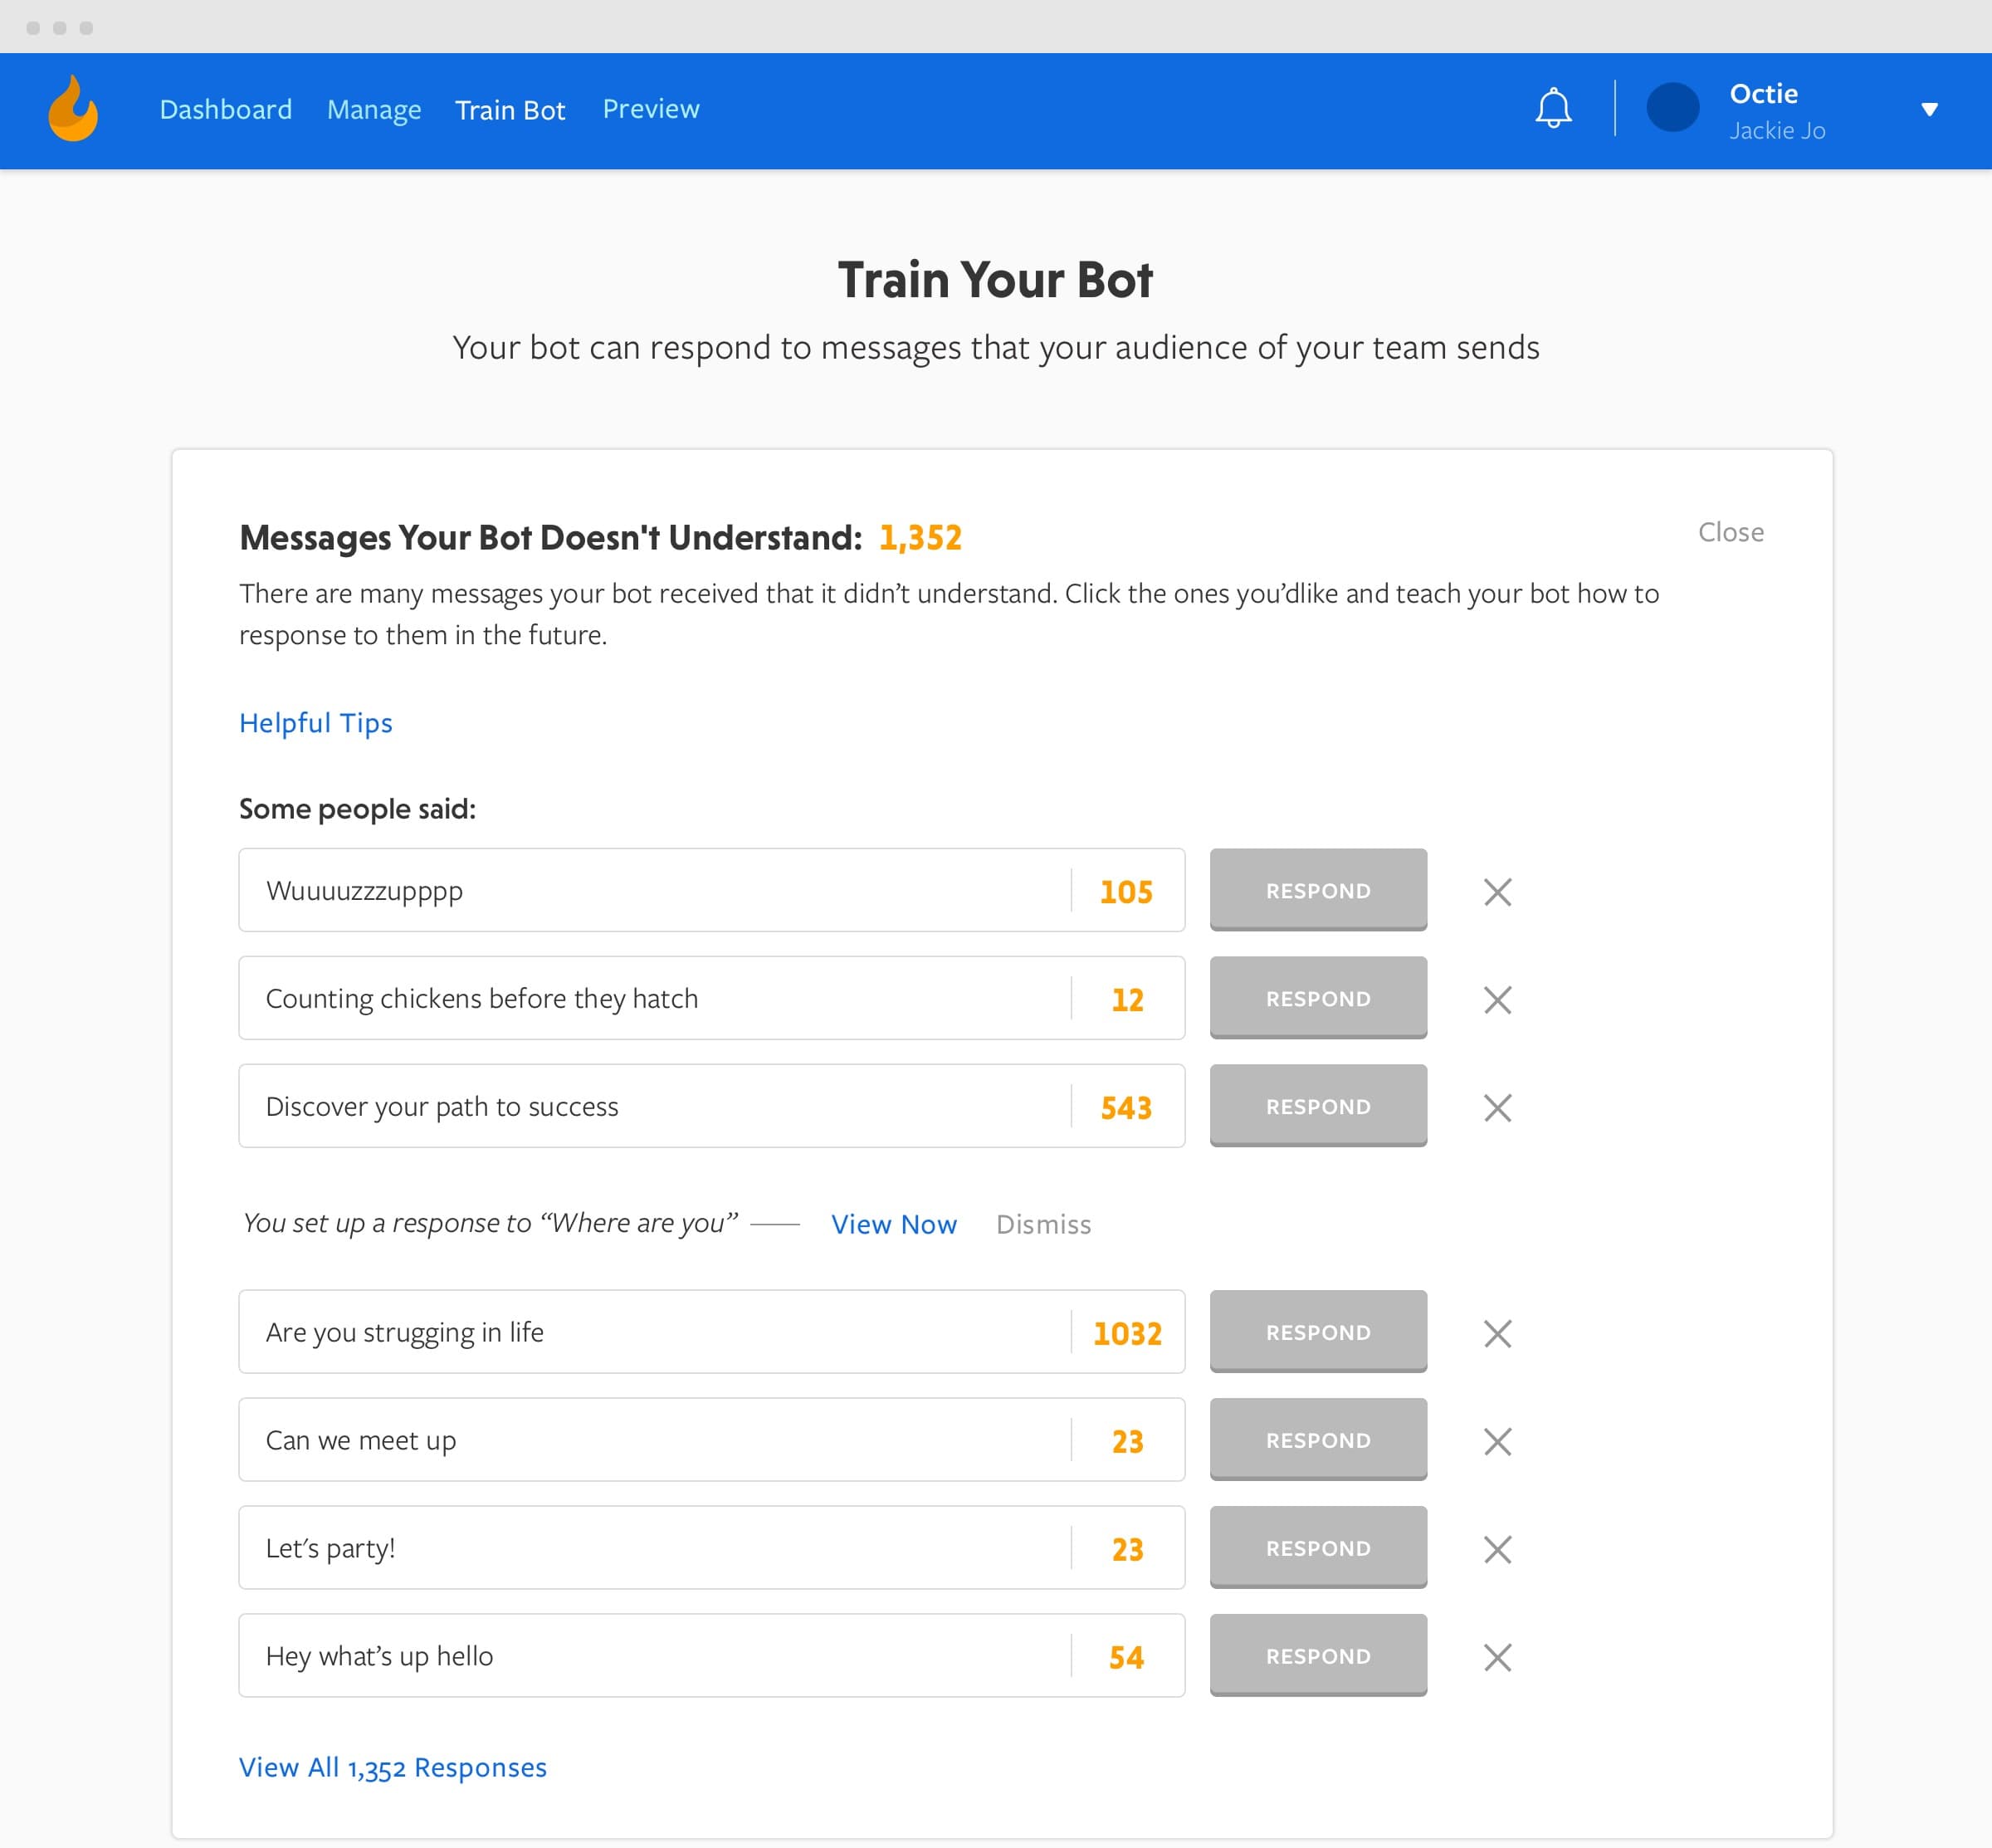 Dashboard Manage Train Bot Preview
Octie
Jackie Jo
Train Your Bot
Your bot can respond to messages that your audience of your team sends
Messages Your Bot Doesn't Understand: 1,352
Close
There are many messages your bot received that it didn’t understand. Click the ones you’dlike and teach your bot how to
response to them in the future.
Helpful Tips
Some people said:
Wuuuuzzzupppp 105 RESPOND
Counting chickens before they hatch 12 RESPOND
Discover your path to success 543 RESPOND
You set up a response to “Where are you” View Now Dismiss
Are you strugging in life 1032 RESPOND
Can we meet up 23 RESPOND
Let's party! 23 RESPOND
Hey what’s up hello 54 RESPOND
View All 1,352 Responses